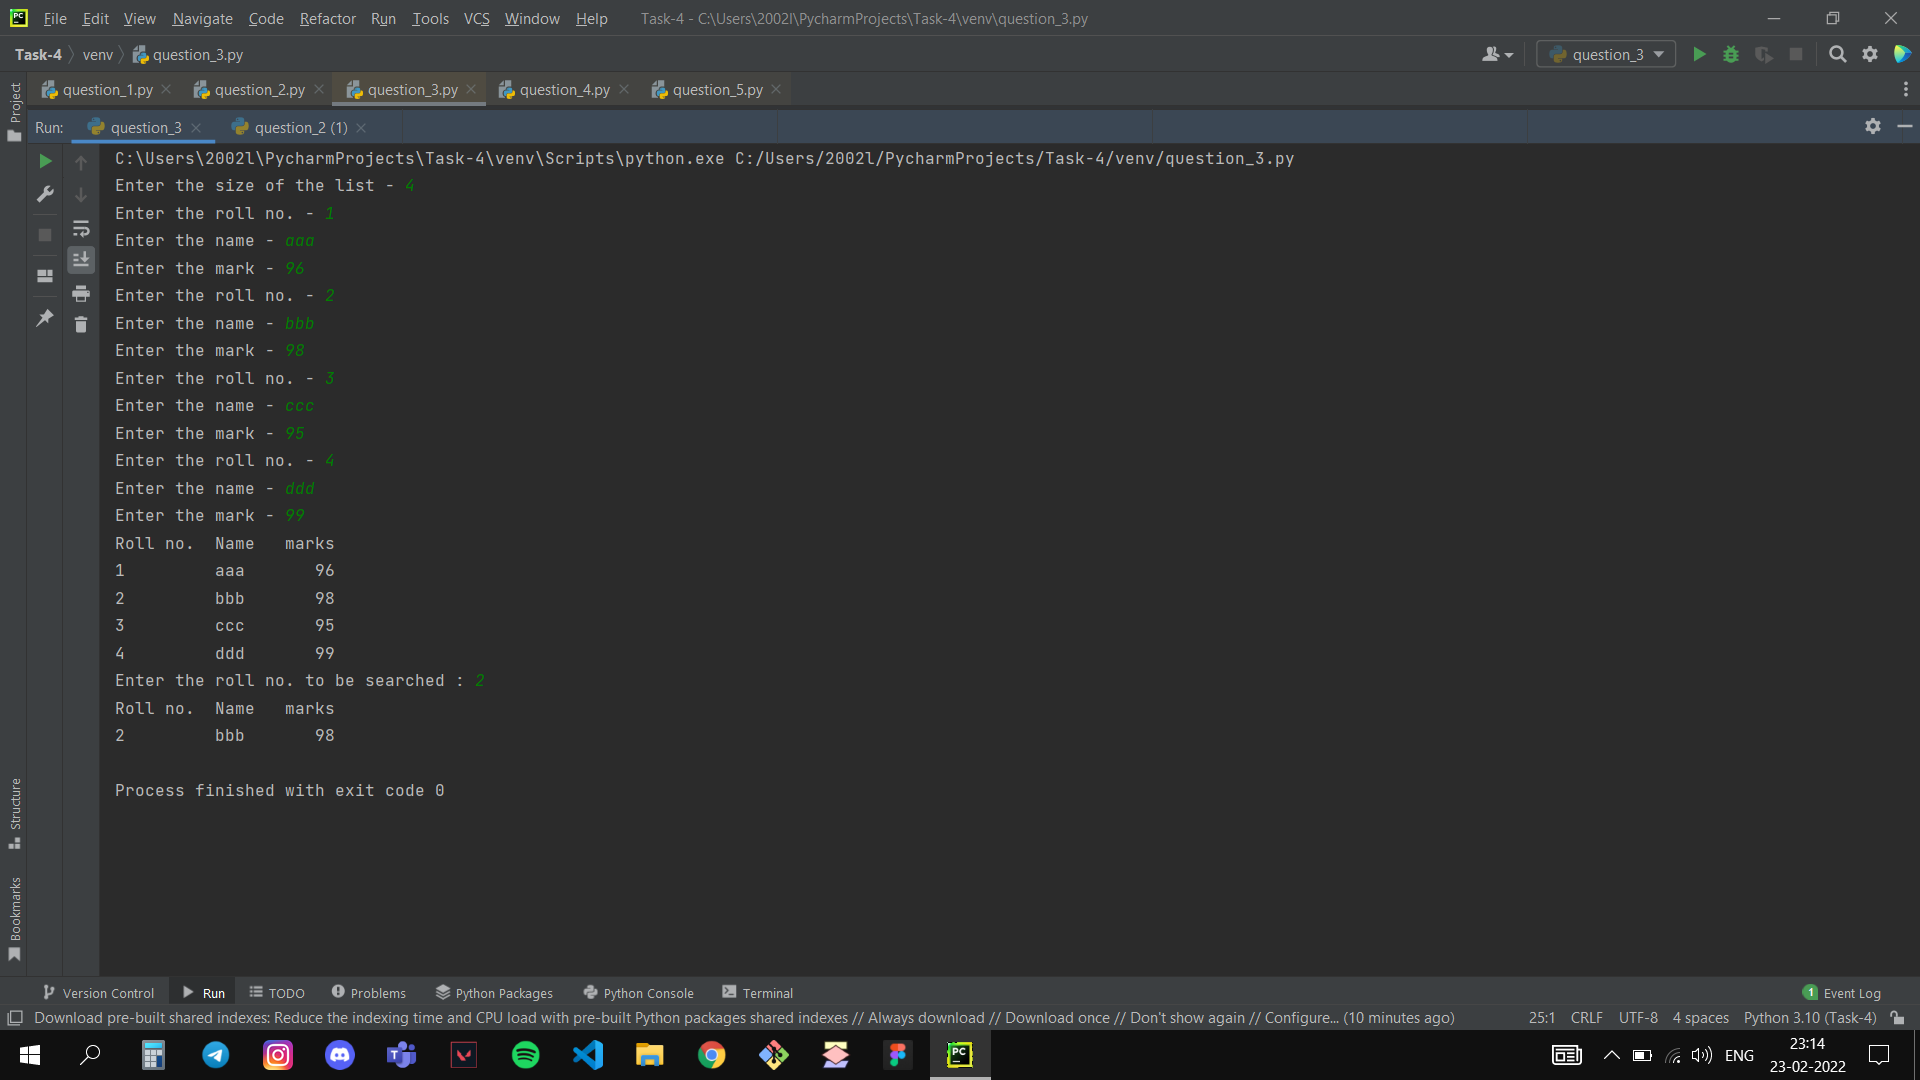 File Edit View Navigate Code Refactor Run Tools VCS Window Help Task-4 - C:\Users\2002l\PycharmProjects\Task-4\venv\question_3.py
Task-4 venv question_3.py question_3
question_1.py question_2.py question_3.py question_4.py question_5.py
Project
Run: question_3 question_2 (1)
C:\Users\2002l\PycharmProjects\Task-4\venv\Scripts\python.exe C:/Users/2002l/PycharmProjects/Task-4/venv/question_3.py
Enter the size of the list - 4
Enter the roll no. - 1
Enter the name - aaa
Enter the mark - 96
Enter the roll no. - 2
Enter the name - bbb
Enter the mark - 98
Enter the roll no. - 3
Enter the name - ccc
Enter the mark - 95
Enter the roll no. - 4
Enter the name - ddd
Enter the mark - 99
Roll no.  Name   marks
1         aaa       96
2         bbb       98
3         ccc       95
4         ddd       99
Enter the roll no. to be searched : 2
Roll no.  Name   marks
2         bbb       98
Process finished with exit code 0
Structure
Bookmarks
Version Control Run TODO Problems Python Packages Python Console Terminal 1 Event Log
Download pre-built shared indexes: Reduce the indexing time and CPU load with pre-built Python packages shared indexes // Always download // Download once // Don't show again // Configure... (10 minutes ago) 25:1 CRLF UTF-8 4 spaces Python 3.10 (Task-4)
PC ENG 23:14
23-02-2022